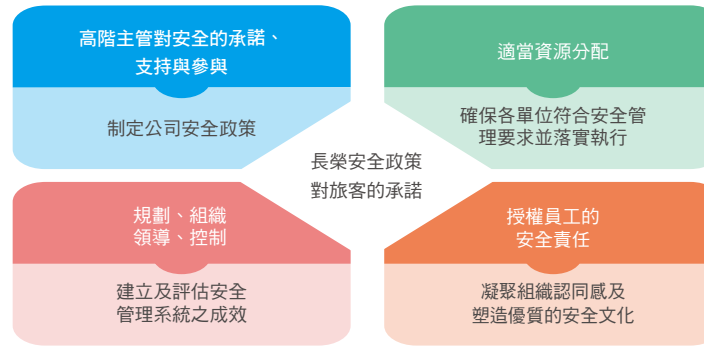 高階主管對安全的承諾、
支持與參與
制定公司安全政策
適當資源分配
確保各單位符合安全管
理要求並落實執行
長榮安全政策
對旅客的承諾
規劃、組織
領導、控制
建立及評估安全
管理系統之成效
授權員工的
安全責任
凝聚組織認同感及
塑造優質的安全文化